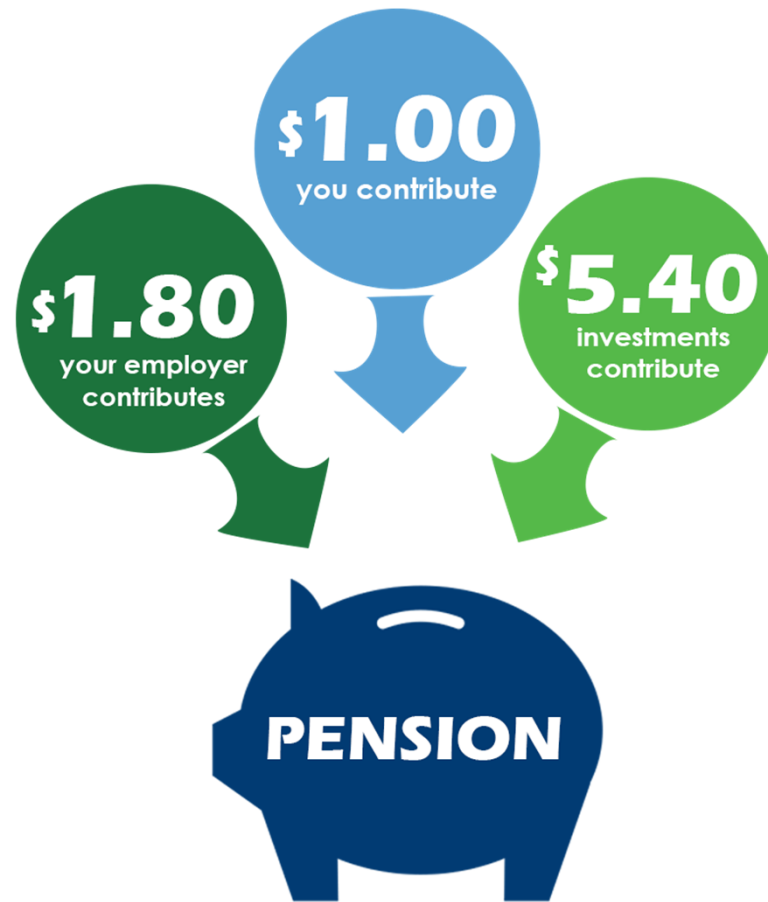 $1.00
you contribute
$1.80
your employer
contributes
$5.40
investments
contribute
PENSION